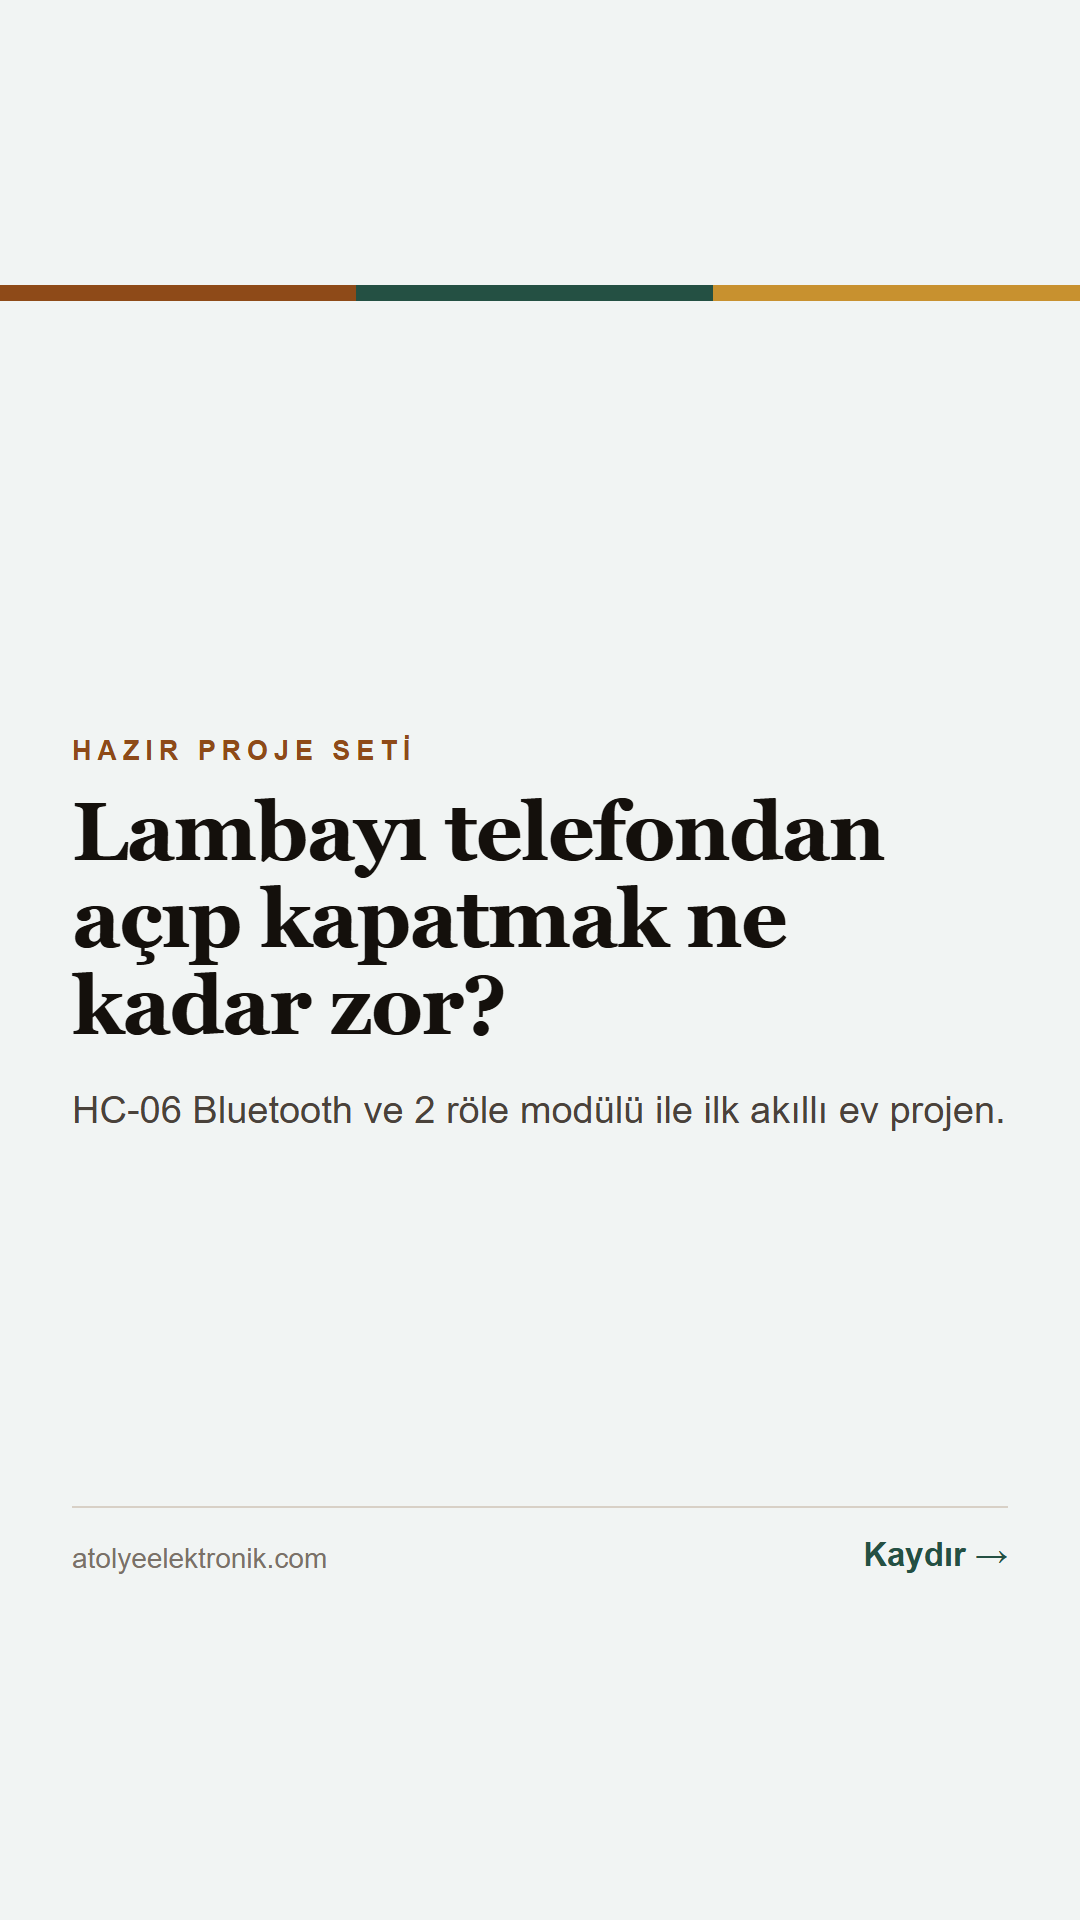 HAZIR PROJE SETİ
Lambayı telefondan
açıp kapatmak ne
kadar zor?
HC-06 Bluetooth ve 2 röle modülü ile ilk akıllı ev projen.
atolyeelektronik.com
Kaydır →